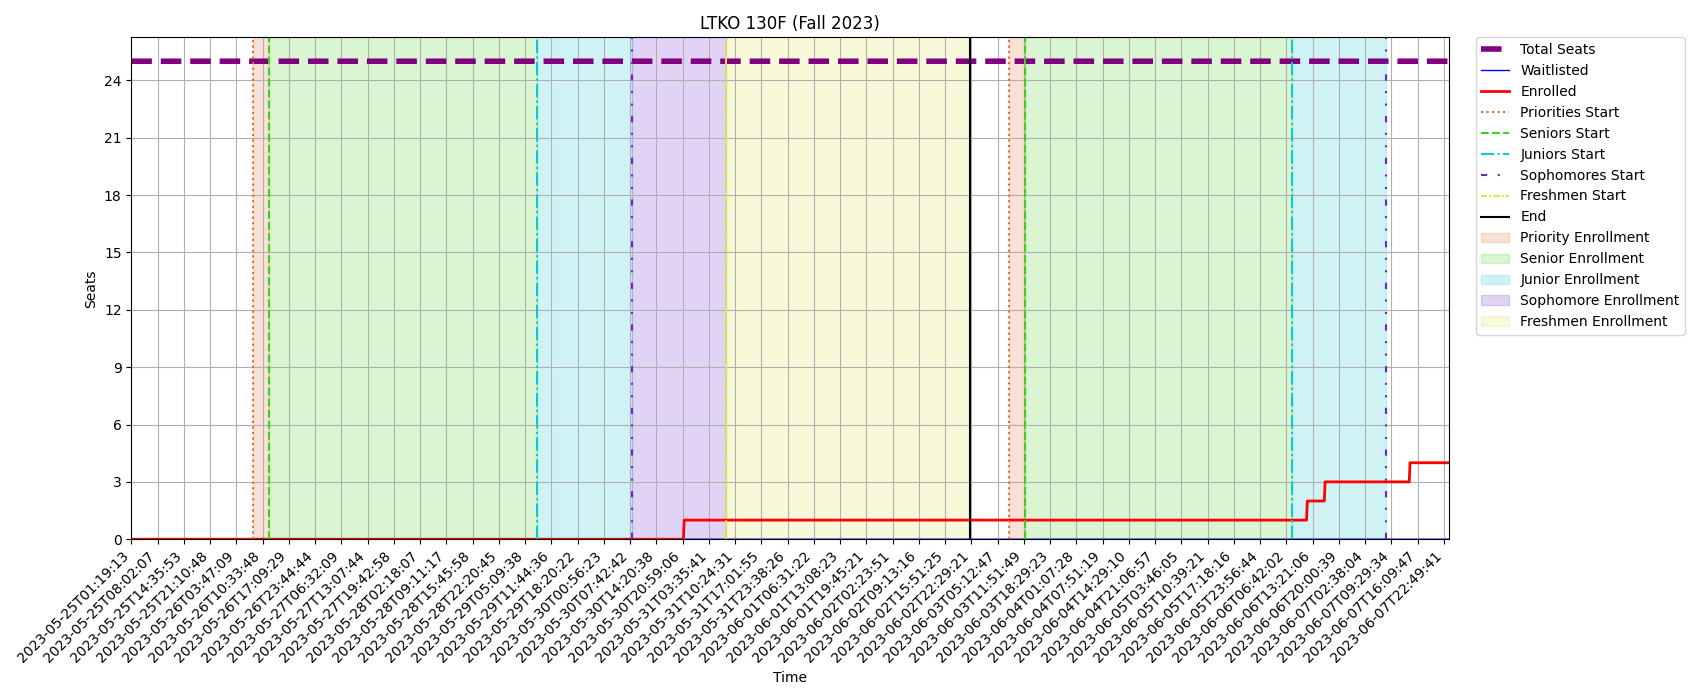 LTKO 130F (Fall 2023)
Total Seats
Waitlisted
Enrolled
Priorities Start
Seniors Start
Juniors Start
Sophomores Start
Freshmen Start
End
Priority Enrollment
Senior Enrollment
Junior Enrollment
Sophomore Enrollment
Freshmen Enrollment
Seats
24
21
18
15
12
9
6
3
0
2023-05-25T01:19:13
2023-05-25T08:02:07
2023-05-25T14:35:53
2023-05-25T21:10:48
2023-05-26T03:47:09
2023-05-26T10:33:48
2023-05-26T17:09:29
2023-05-26T23:44:44
2023-05-27T06:32:09
2023-05-27T13:07:44
2023-05-27T19:42:58
2023-05-28T02:18:07
2023-05-28T09:11:17
2023-05-28T15:45:58
2023-05-28T22:20:45
2023-05-29T05:09:38
2023-05-29T11:44:36
2023-05-29T18:20:22
2023-05-30T00:56:23
2023-05-30T07:42:42
2023-05-30T14:20:38
2023-05-30T20:59:06
2023-05-31T03:35:41
2023-05-31T10:24:31
2023-05-31T17:01:55
2023-05-31T23:38:26
2023-06-01T06:31:22
2023-06-01T13:08:23
2023-06-01T19:45:21
2023-06-02T02:23:51
2023-06-02T09:13:16
2023-06-02T15:51:25
2023-06-02T22:29:21
2023-06-03T05:12:47
2023-06-03T11:51:49
2023-06-03T18:29:23
2023-06-04T01:07:28
2023-06-04T07:51:19
2023-06-04T14:29:10
2023-06-04T21:06:57
2023-06-05T03:46:05
2023-06-05T10:39:21
2023-06-05T17:18:16
2023-06-05T23:56:44
2023-06-06T06:42:02
2023-06-06T13:21:06
2023-06-06T20:00:39
2023-06-07T02:38:04
2023-06-07T09:29:34
2023-06-07T16:09:47
2023-06-07T22:49:41
Time